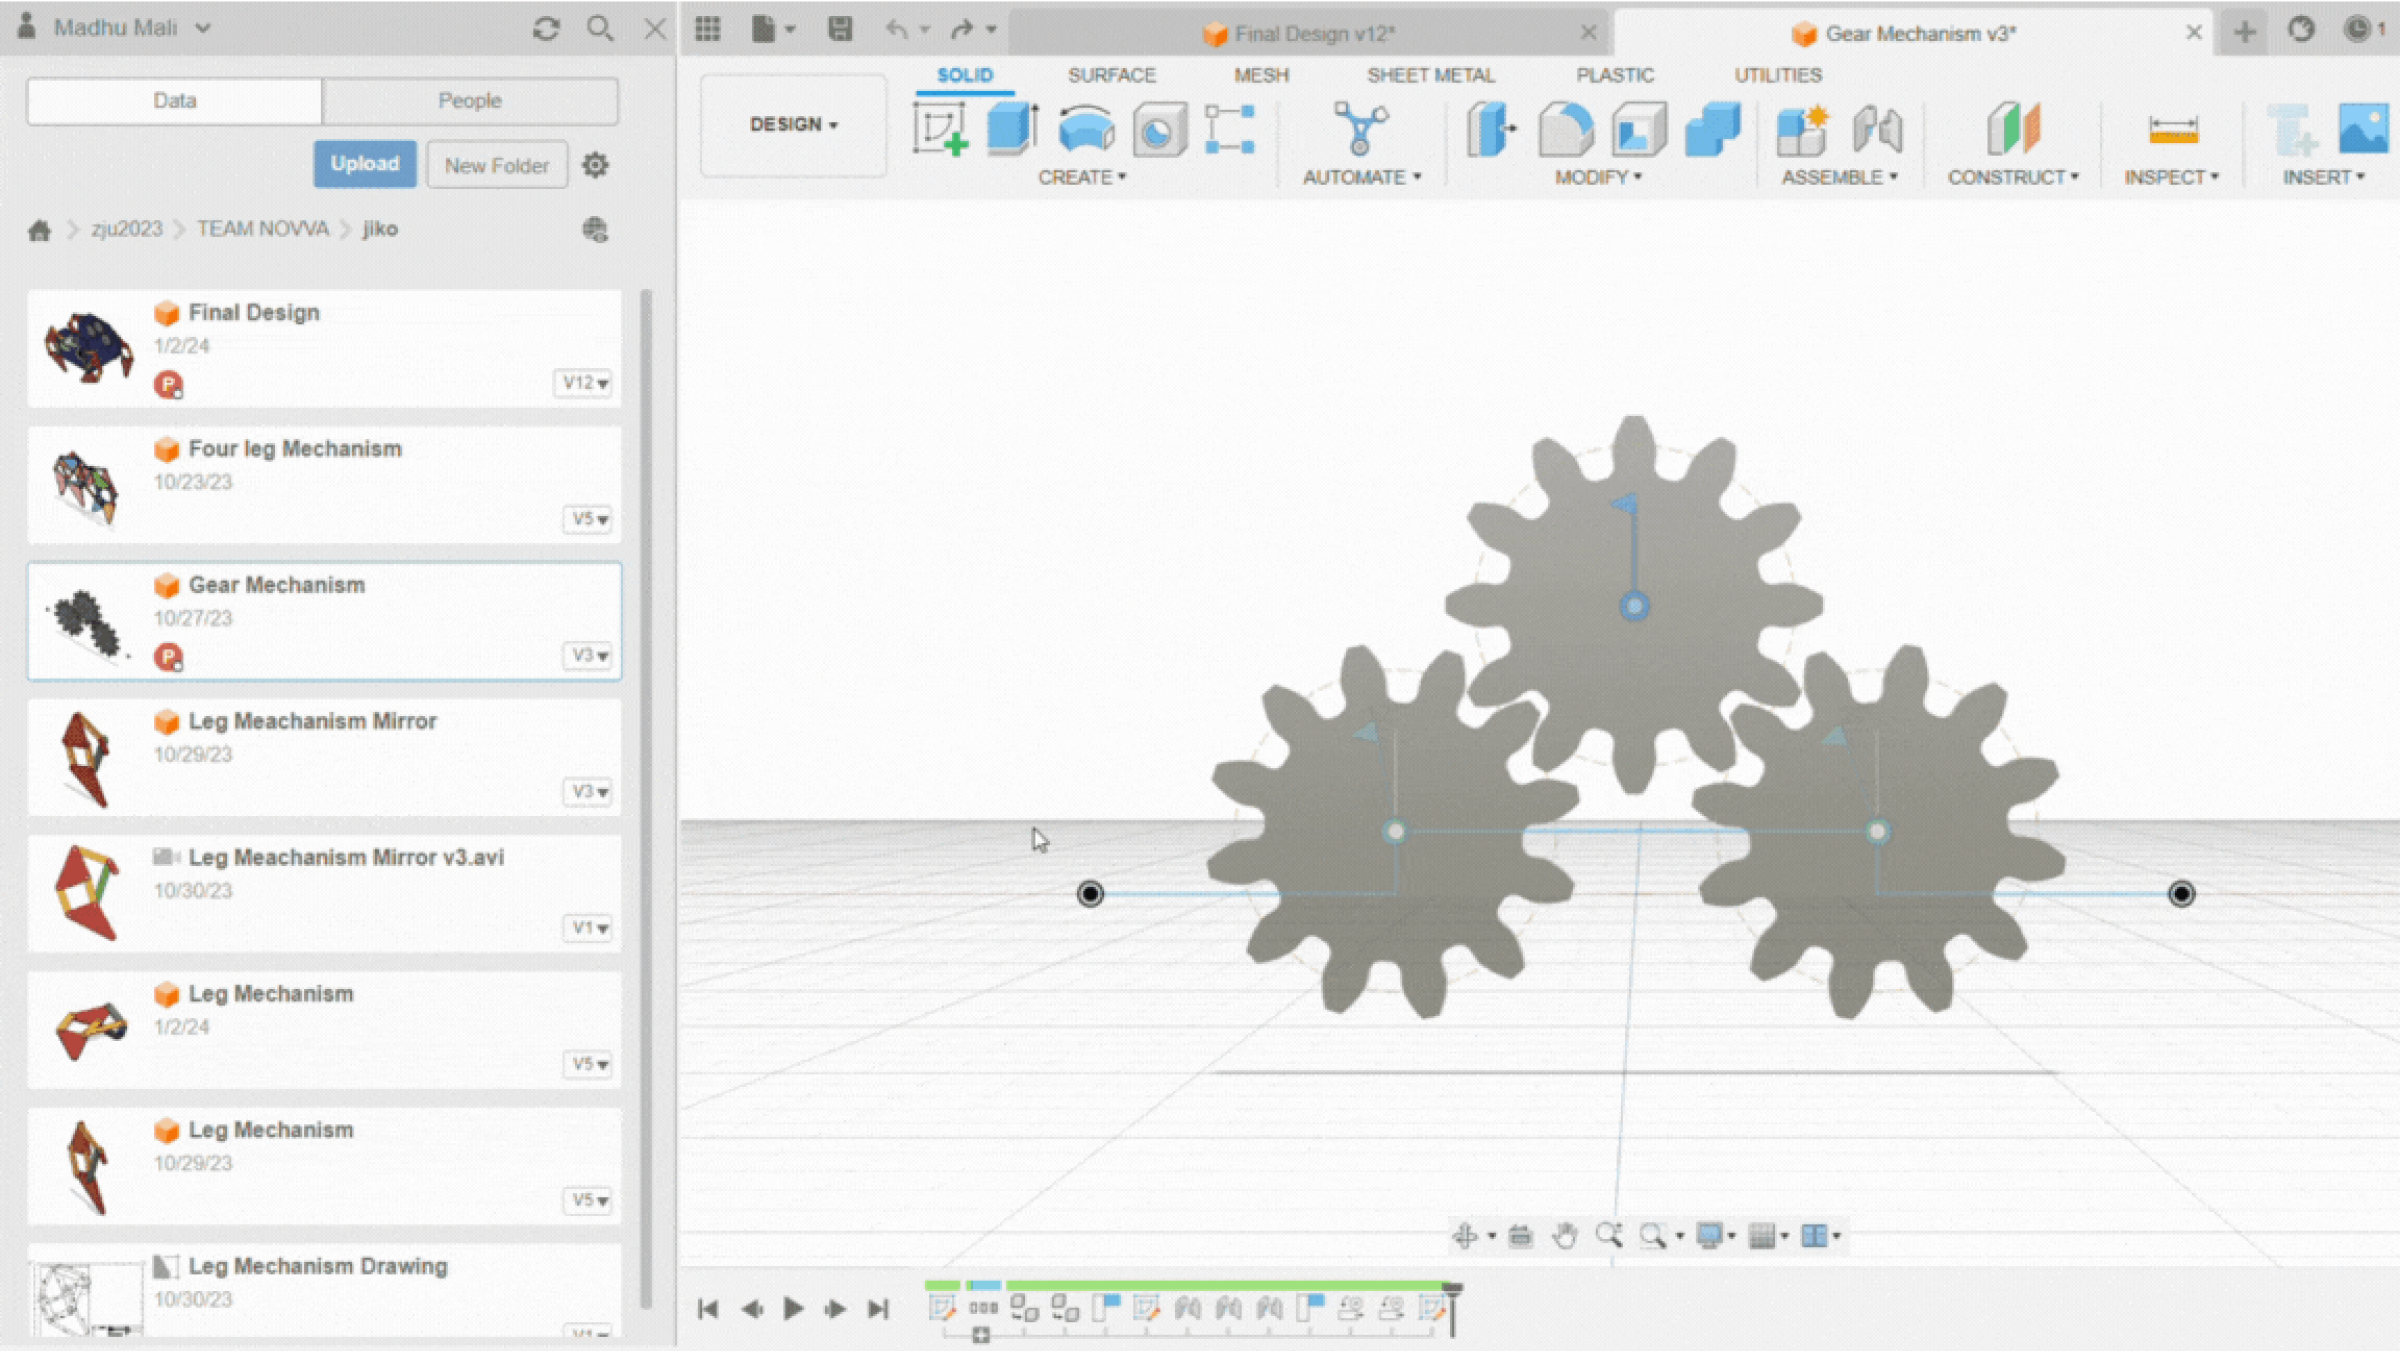 Madhu Mali
Data People
Upload New Folder
zju2023 TEAM NOVVA jiko
Final Design
1/2/24
P
V12
Four leg Mechanism
10/23/23
V5
Gear Mechanism
10/27/23
P
V3
Leg Meachanism Mirror
10/29/23
V3
Leg Meachanism Mirror v3.avi
10/30/23
V1
Leg Mechanism
1/2/24
V5
Leg Mechanism
10/29/23
V5
Leg Mechanism Drawing
10/30/23
V1
Final Design v12* Gear Mechanism v3* 1
SOLID SURFACE MESH SHEET METAL PLASTIC UTILITIES
DESIGN
CREATE AUTOMATE MODIFY ASSEMBLE CONSTRUCT INSPECT INSERT